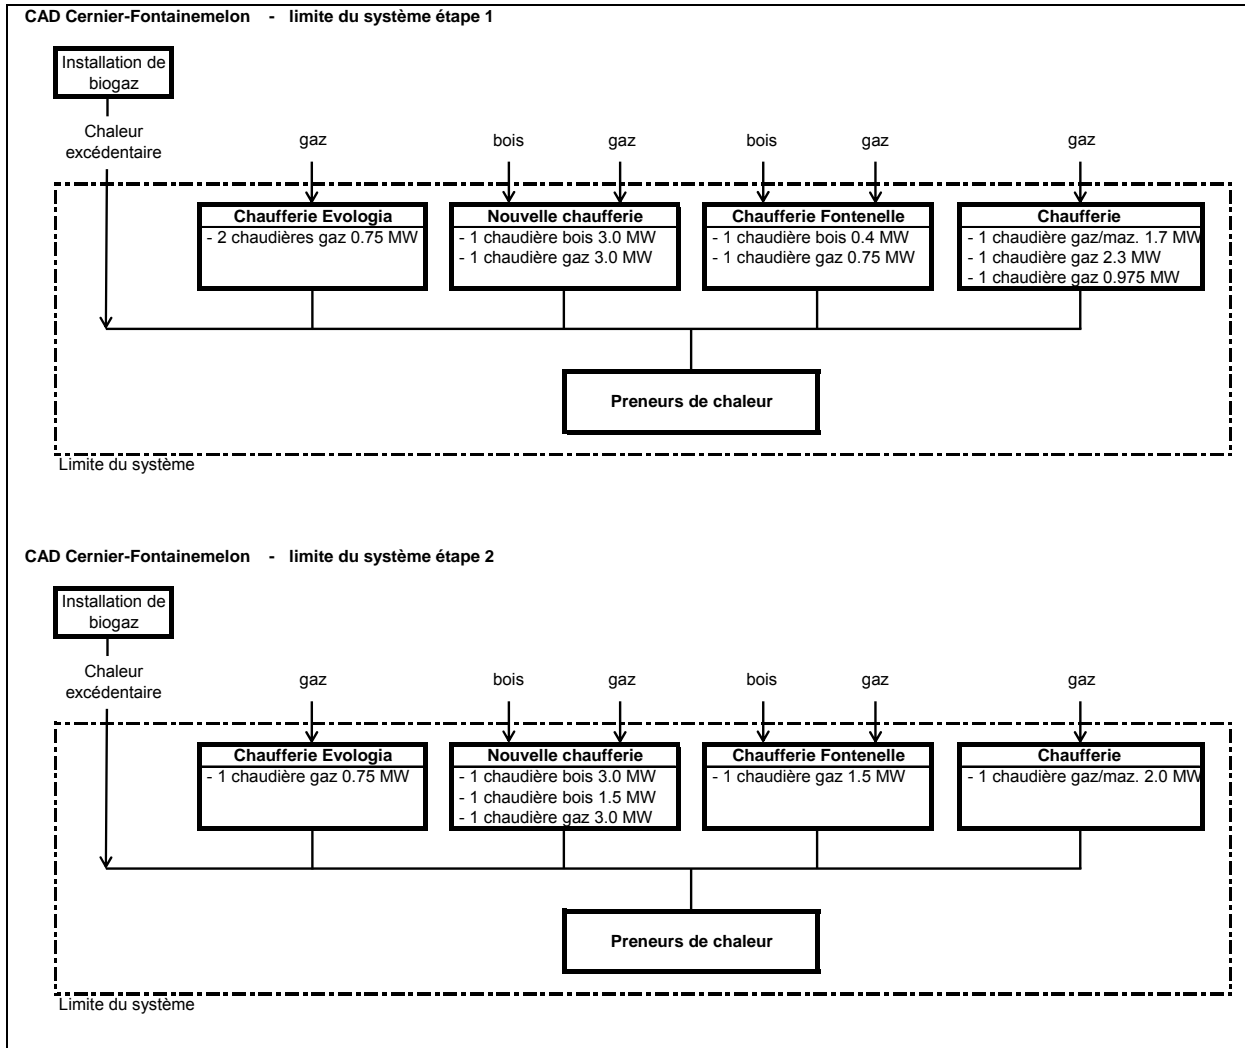 CAD Cernier-Fontainemelon - limite du système étape 1
Installation de
biogaz
Chaleur
excédentaire
gaz
bois
gaz
bois
gaz
gaz
Chaufferie Evologia
- 2 chaudières gaz 0.75 MW
Nouvelle chaufferie
- 1 chaudière bois 3.0 MW
- 1 chaudière gaz 3.0 MW
Chaufferie Fontenelle
- 1 chaudière bois 0.4 MW
- 1 chaudière gaz 0.75 MW
Chaufferie
- 1 chaudière gaz/maz. 1.7 MW
- 1 chaudière gaz 2.3 MW
- 1 chaudière gaz 0.975 MW
Preneurs de chaleur
Limite du système
CAD Cernier-Fontainemelon - limite du système étape 2
Installation de
biogaz
Chaleur
excédentaire
gaz
bois
gaz
bois
gaz
gaz
Chaufferie Evologia
- 1 chaudière gaz 0.75 MW
Nouvelle chaufferie
- 1 chaudière bois 3.0 MW
- 1 chaudière bois 1.5 MW
- 1 chaudière gaz 3.0 MW
Chaufferie Fontenelle
- 1 chaudière gaz 1.5 MW
Chaufferie
- 1 chaudière gaz/maz. 2.0 MW
Preneurs de chaleur
Limite du système